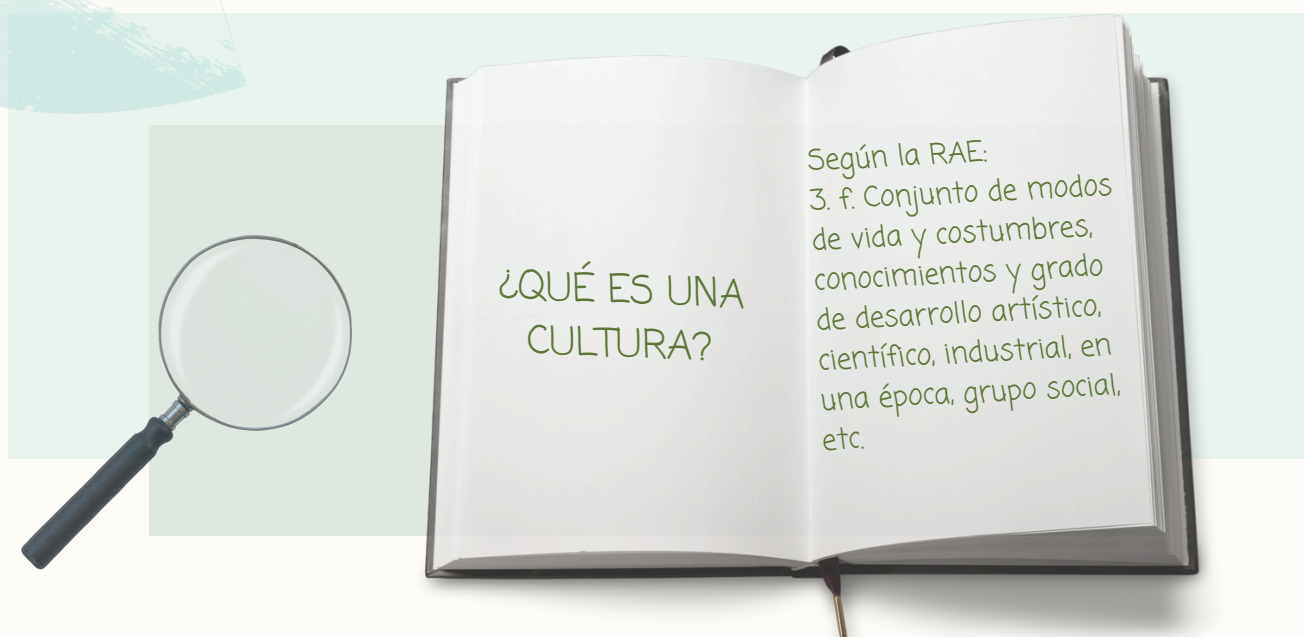 ¿QUÉ ES UNA
CULTURA?
Según la RAE:
3. f. Conjunto de modos
de vida y costumbres,
conocimientos y grado
de desarrollo artístico,
científico, industrial, en
una época, grupo social,
etc.